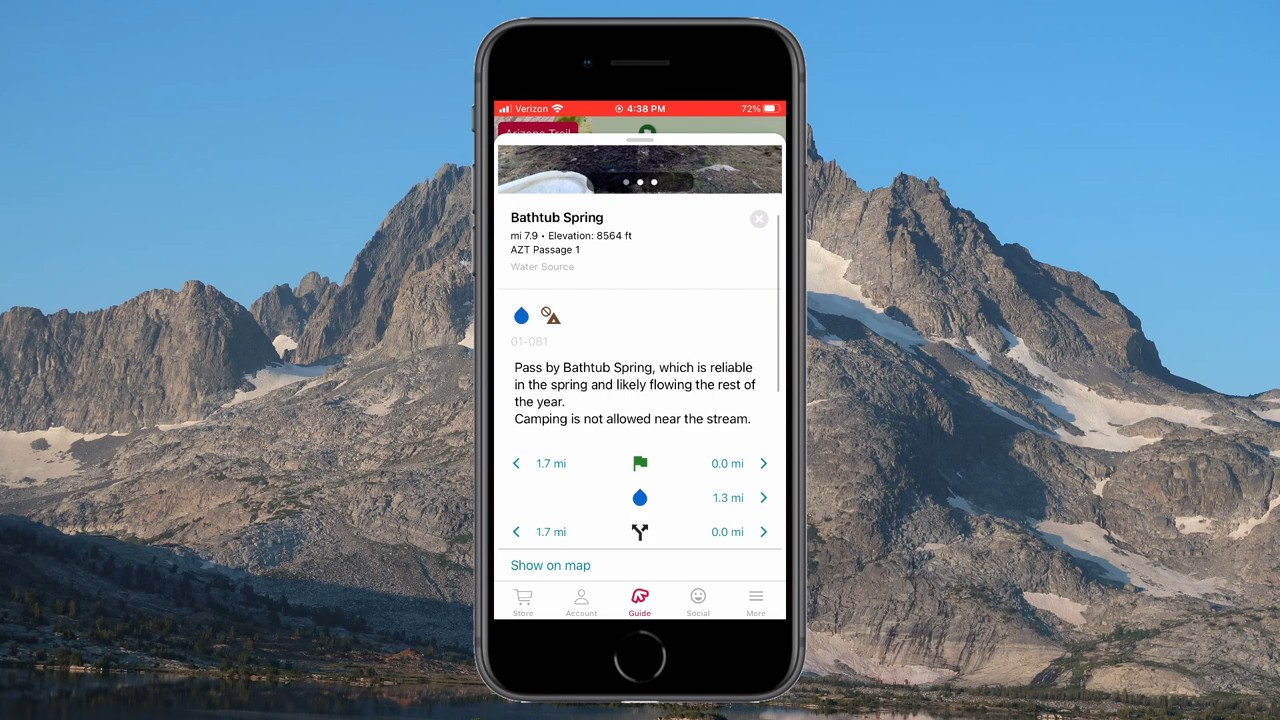 Verizon 4:38 PM 72%
Arizona Trail
Bathtub Spring
mi 7.9 • Elevation: 8564 ft
AZT Passage 1
Water Source
01-081
Pass by Bathtub Spring, which is reliable
in the spring and likely flowing the rest of
the year.
Camping is not allowed near the stream.
1.7 mi 0.0 mi
1.3 mi
1.7 mi 0.0 mi
Show on map
Store Account Guide Social More